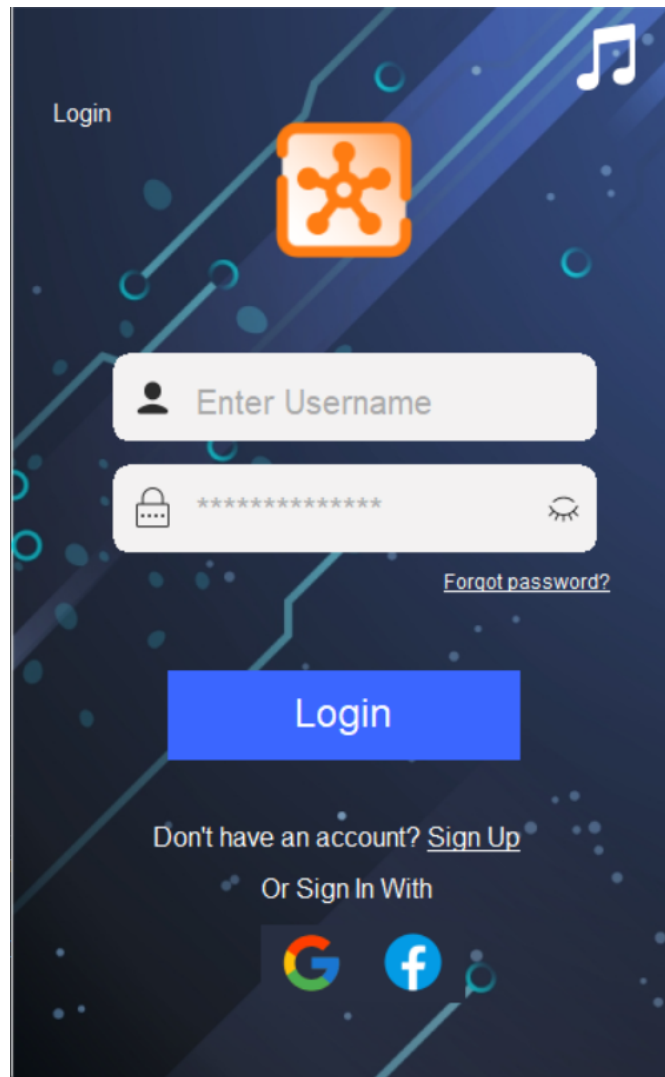 Login
Enter Username
**************
Forgot password?
Login
Don't have an account? Sign Up
Or Sign In With